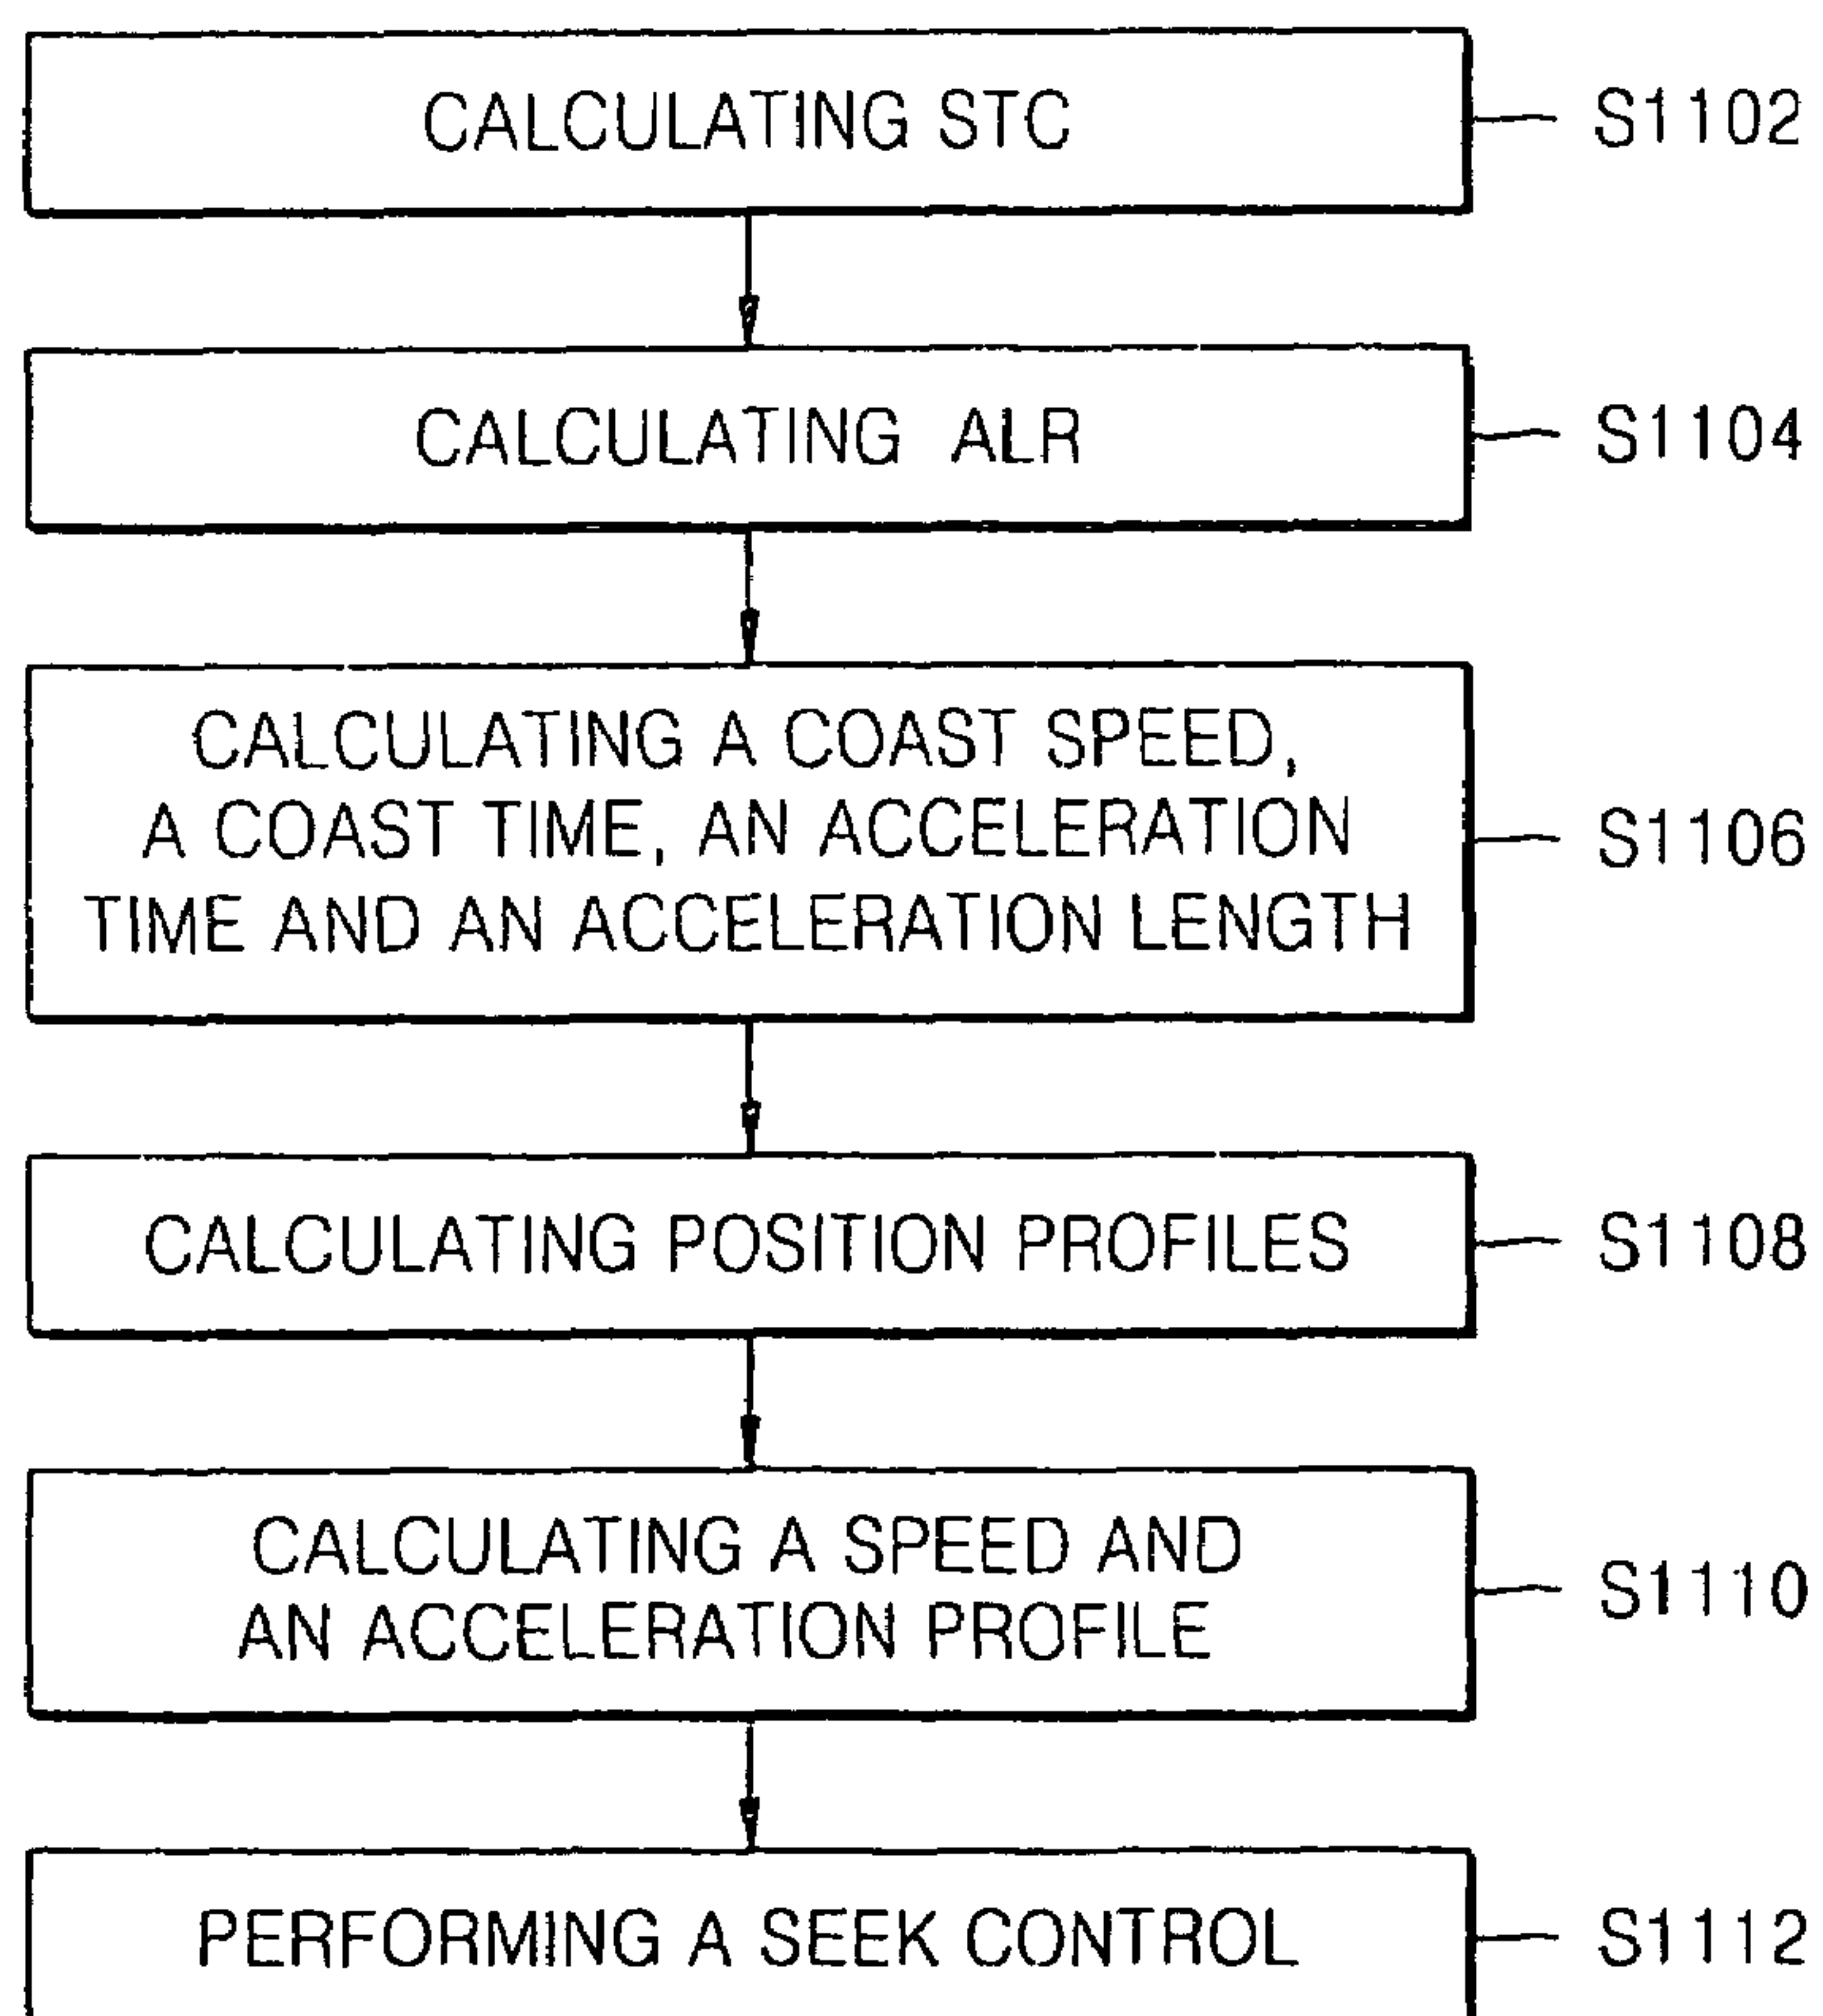 CALCULATING STC
S1102
CALCULATING ALR
S1104
CALCULATING A COAST SPEED,
A COAST TIME, AN ACCELERATION
TIME AND AN ACCELERATION LENGTH
S1106
CALCULATING POSITION PROFILES
S1108
CALCULATING A SPEED AND
AN ACCELERATION PROFILE
S1110
PERFORMING A SEEK CONTROL
S1112